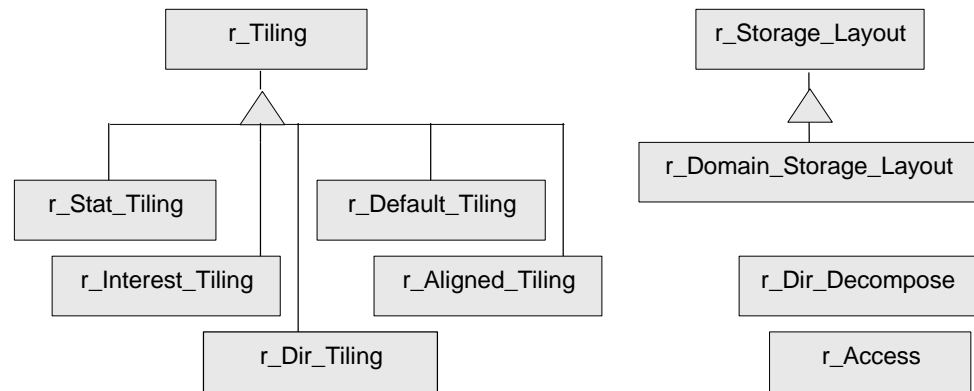 r_Tiling
r_Storage_Layout
r_Domain_Storage_Layout
r_Stat_Tiling
r_Default_Tiling
r_Interest_Tiling
r_Aligned_Tiling
r_Dir_Decompose
r_Dir_Tiling
r_Access